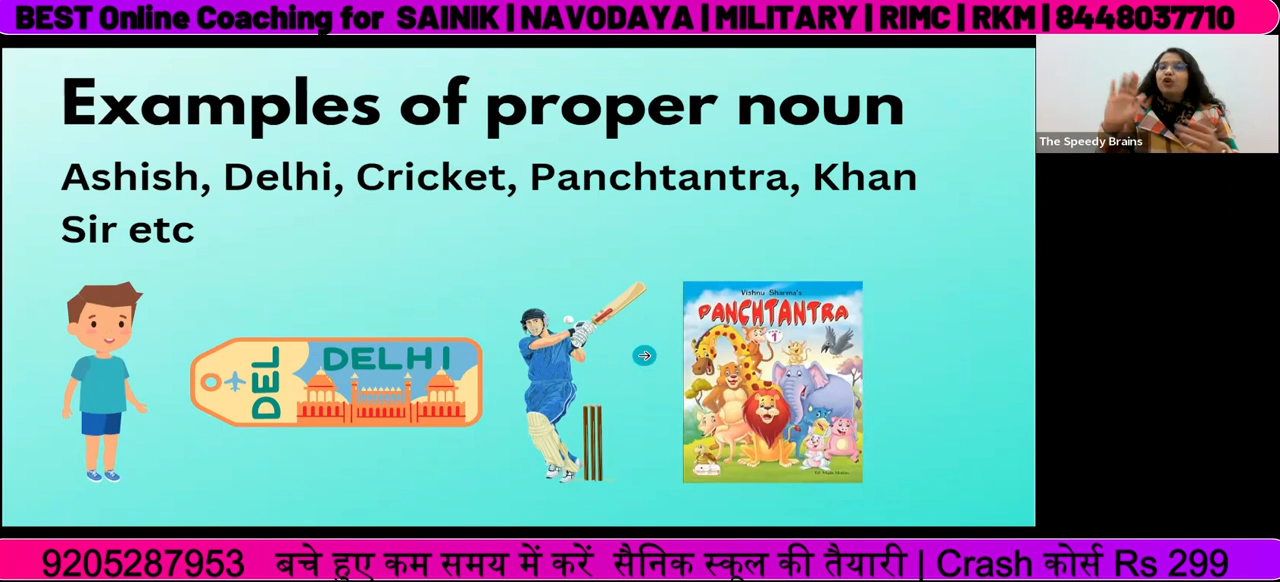 BEST Online Coaching for SAINIK | NAVODAYA | MILITARY | RIMC | RKM | 8448037710
Examples of proper noun
The Speedy Brains
Ashish, Delhi, Cricket, Panchtantra, Khan
Sir etc
DEL
DELHI
Vishnu Sharma's
PANCHTANTRA
1
9205287953 बचे हुए कम समय में करें सैनिक स्कूल की तैयारी | Crash कोर्स Rs 299